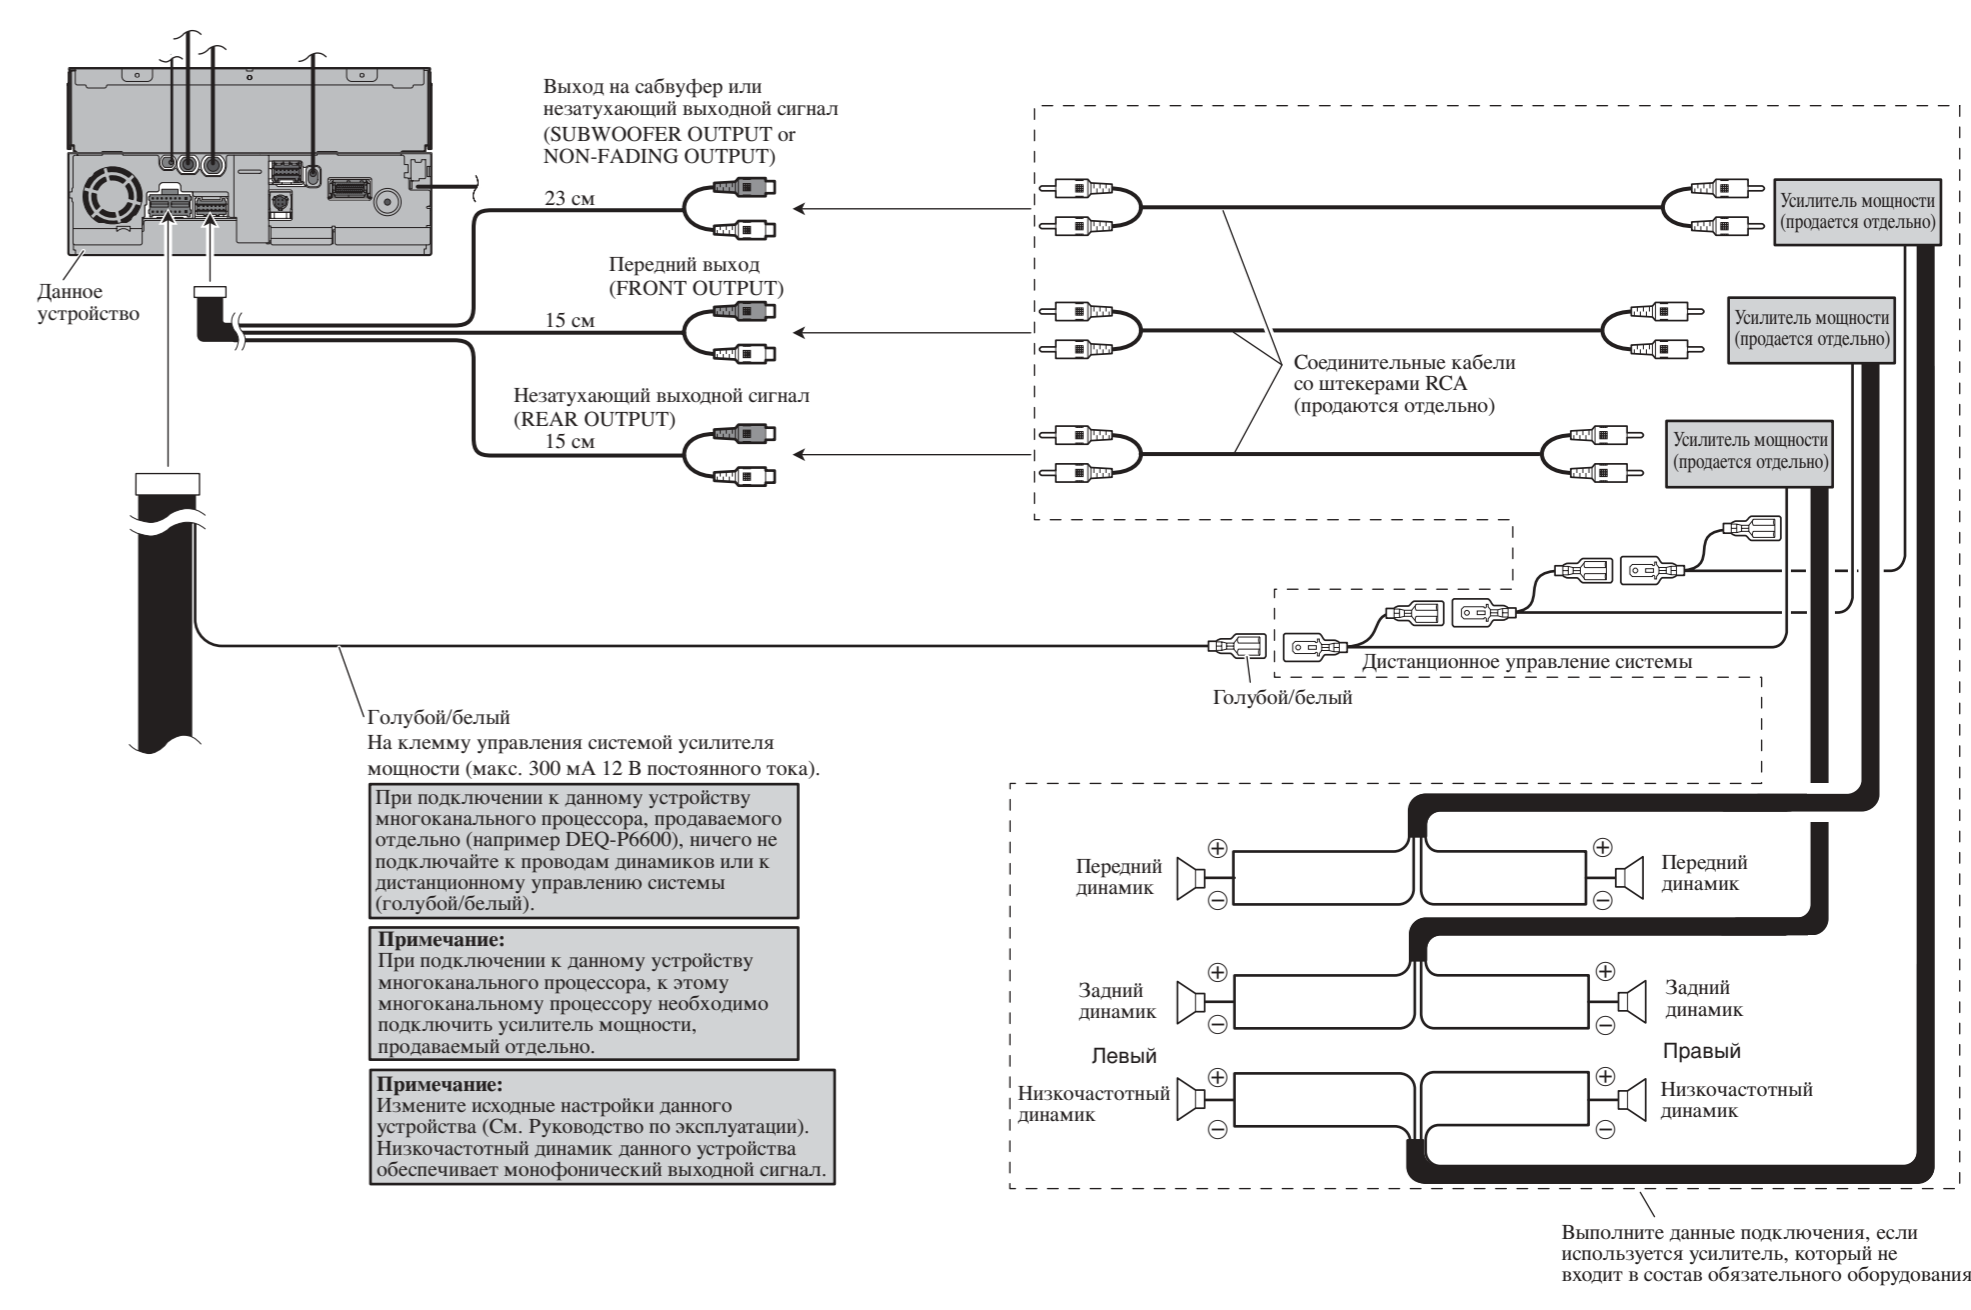 Выход на сабвуфер или
незатухающий выходной сигнал
(SUBWOOFER OUTPUT or
NON-FADING OUTPUT)
23 см
Усилитель мощности
(продается отдельно)
Данное
устройство
Передний выход
(FRONT OUTPUT)
15 см
Усилитель мощности
(продается отдельно)
Соединительные кабели
со штекерами RCA
(продаются отдельно)
Незатухающий выходной сигнал
(REAR OUTPUT)
15 см
Усилитель мощности
(продается отдельно)
Дистанционное управление системы
Голубой/белый
Голубой/белый
На клемму управления системой усилителя
мощности (макс. 300 мА 12 В постоянного тока).
При подключении к данному устройству
многоканального процессора, продаваемого
отдельно (например DEQ-P6600), ничего не
подключайте к проводам динамиков или к
дистанционному управлению системы
(голубой/белый).
Примечание:
При подключении к данному устройству
многоканального процессора, к этому
многоканальному процессору необходимо
подключить усилитель мощности,
продаваемый отдельно.
Примечание:
Измените исходные настройки данного
устройства (См. Руководство по эксплуатации).
Низкочастотный динамик данного устройства
обеспечивает монофонический выходной сигнал.
Передний
динамик
+
−
+
−
Передний
динамик
Задний
динамик
+
−
+
−
Задний
динамик
Левый
Правый
Низкочастотный
динамик
+
−
+
−
Низкочастотный
динамик
Выполните данные подключения, если
используется усилитель, который не
входит в состав обязательного оборудования